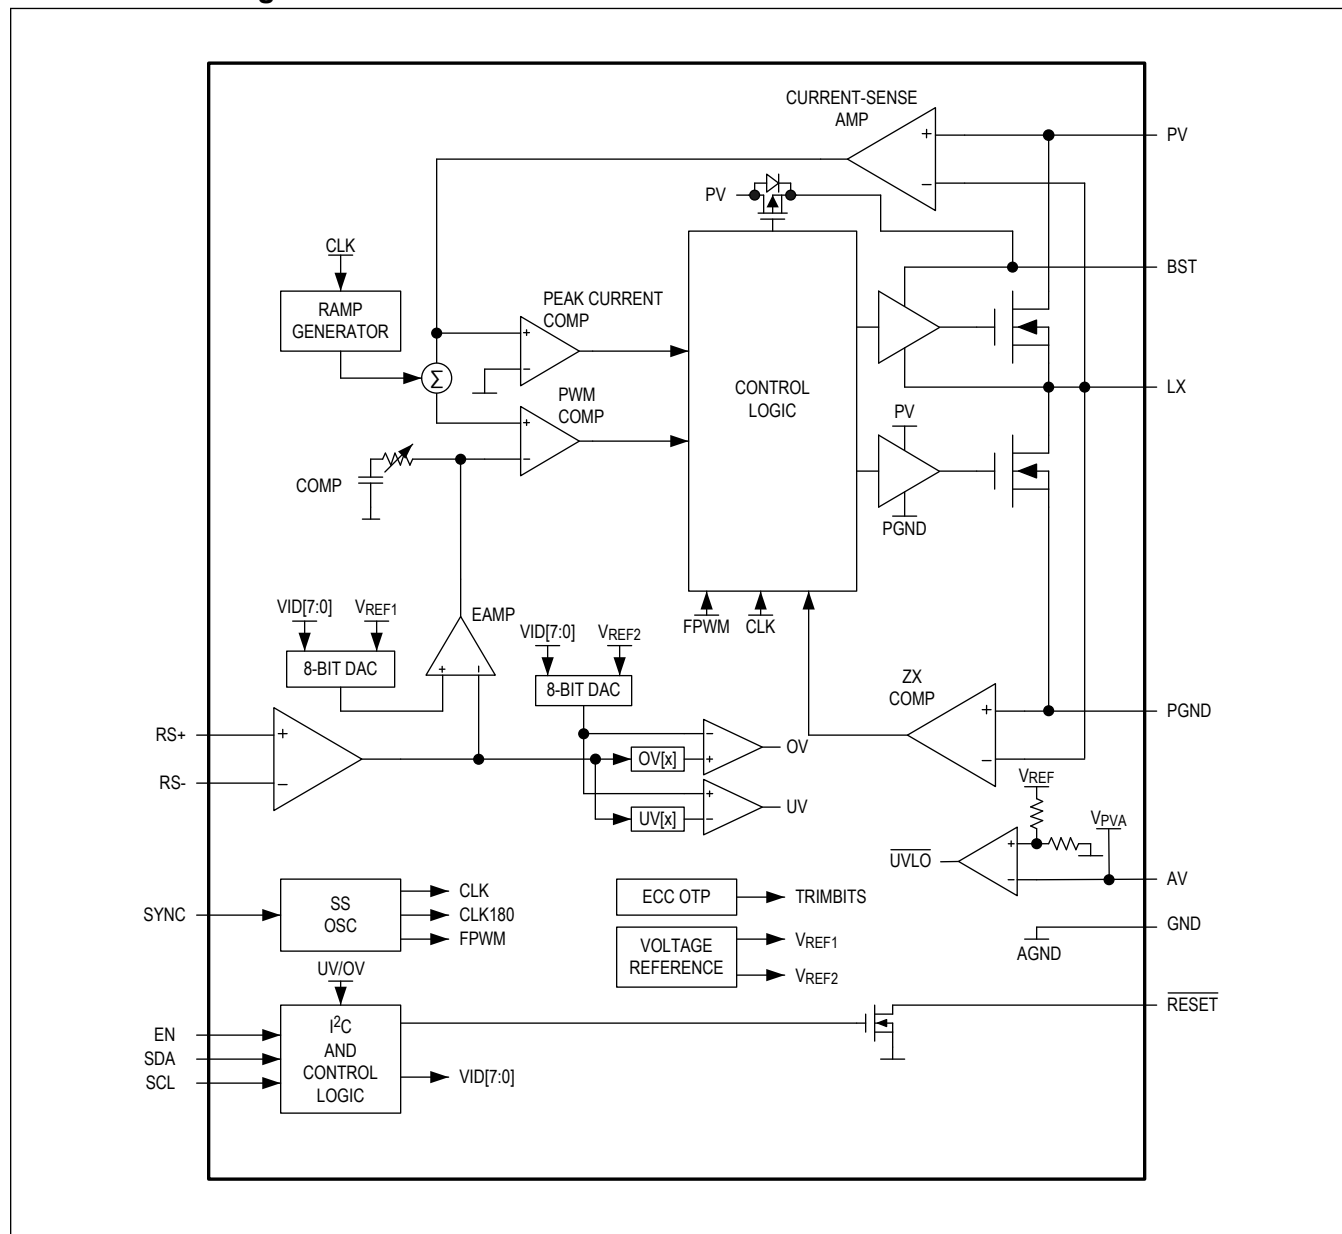 CURRENT-SENSE
AMP
PV
PV
CLK
BST
RAMP
GENERATOR
PEAK CURRENT
COMP
Σ
CONTROL
LOGIC
LX
PWM
COMP
PV
COMP
PGND
VID[7:0]
VREF1
EAMP
FPWM
CLK
VID[7:0]
VREF2
8-BIT DAC
8-BIT DAC
ZX
COMP
PGND
RS+
OV
OV[x]
RS-
VREF
UV
UV[x]
VPVA
UVLO
AV
SYNC
SS
OSC
CLK
CLK180
FPWM
ECC OTP
TRIMBITS
GND
AGND
VOLTAGE
REFERENCE
VREF1
VREF2
UV/OV
RESET
EN
SDA
SCL
I2C
AND
CONTROL
LOGIC
VID[7:0]